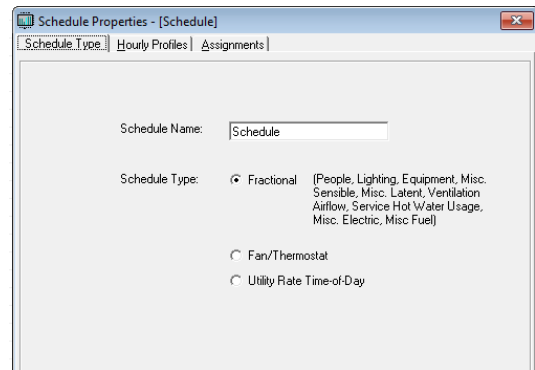 Schedule Properties - [Schedule]
Schedule Type Hourly Profiles Assignments
Schedule Name: Schedule
Schedule Type: Fractional (People, Lighting, Equipment, Misc.
Sensible, Misc. Latent, Ventilation
Airflow, Service Hot Water Usage,
Misc. Electric, Misc Fuel)
Fan/Thermostat
Utility Rate Time-of-Day